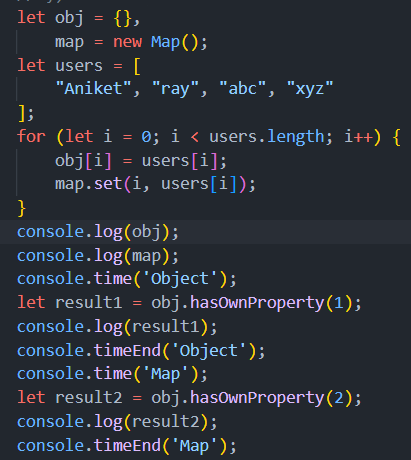 let obj = {},
    map = new Map();
let users = [
    "Aniket", "ray", "abc", "xyz"
];
for (let i = 0; i < users.length; i++) {
    obj[i] = users[i];
    map.set(i, users[i]);
}
console.log(obj);
console.log(map);
console.time('Object');
let result1 = obj.hasOwnProperty(1);
console.log(result1);
console.timeEnd('Object');
console.time('Map');
let result2 = obj.hasOwnProperty(2);
console.log(result2);
console.timeEnd('Map');